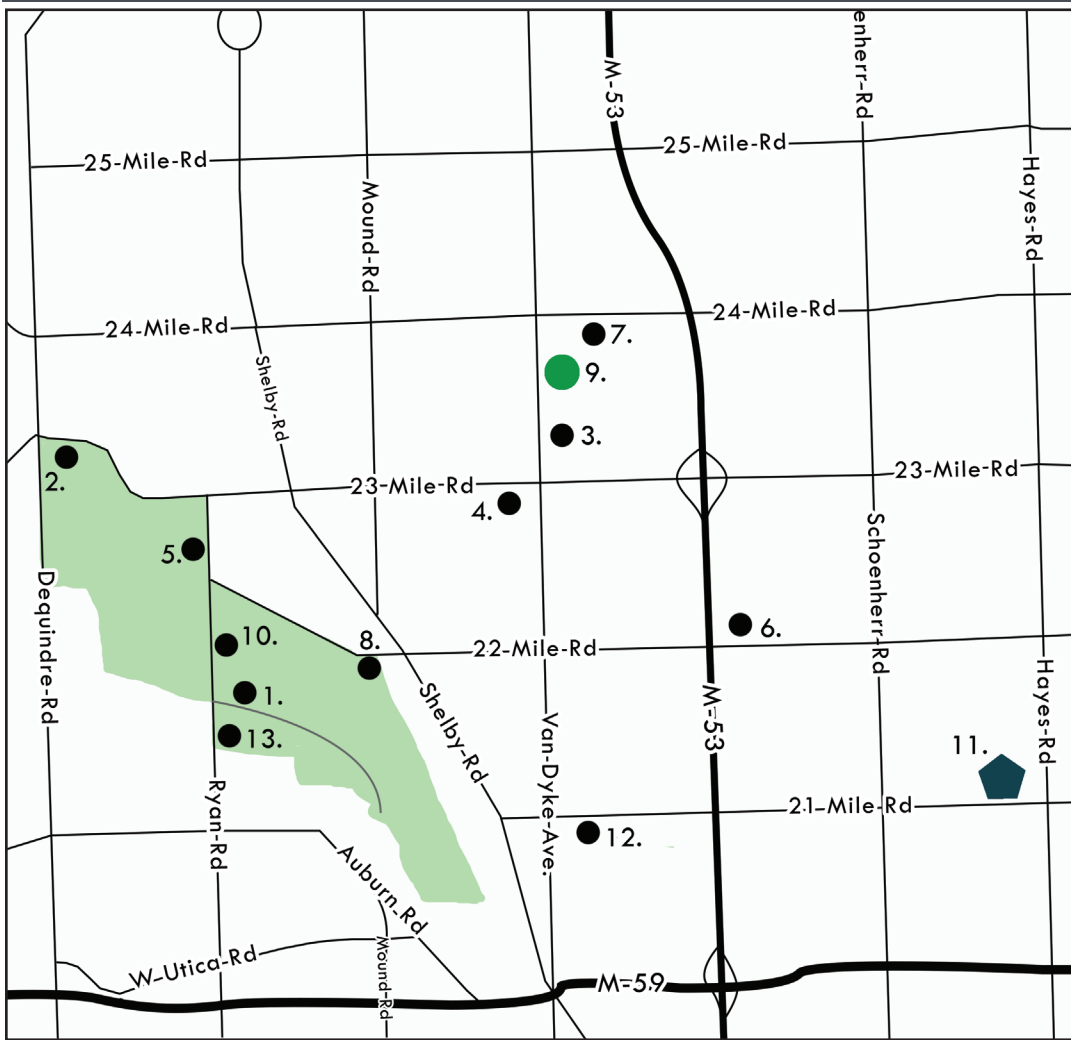 enherr-Rd
M-53
25-Mile-Rd
25-Mile-Rd
Mound-Rd
Hayes-Rd
24-Mile-Rd
24-Mile-Rd
7.
Shelby-Rd
9.
3.
2.
23-Mile-Rd
23-Mile-Rd
4.
Schoenherr-Rd
5.
Dequindre-Rd
10.
8.
22-Mile-Rd
6.
1.
Shelby-Rd
M-53
Hayes-Rd
13.
Van-Dyke-Ave.
11.
Ryan-Rd
21-Mile-Rd
12.
Auburn Rd
W-Utica-Rd
Mound-Rd
M-59